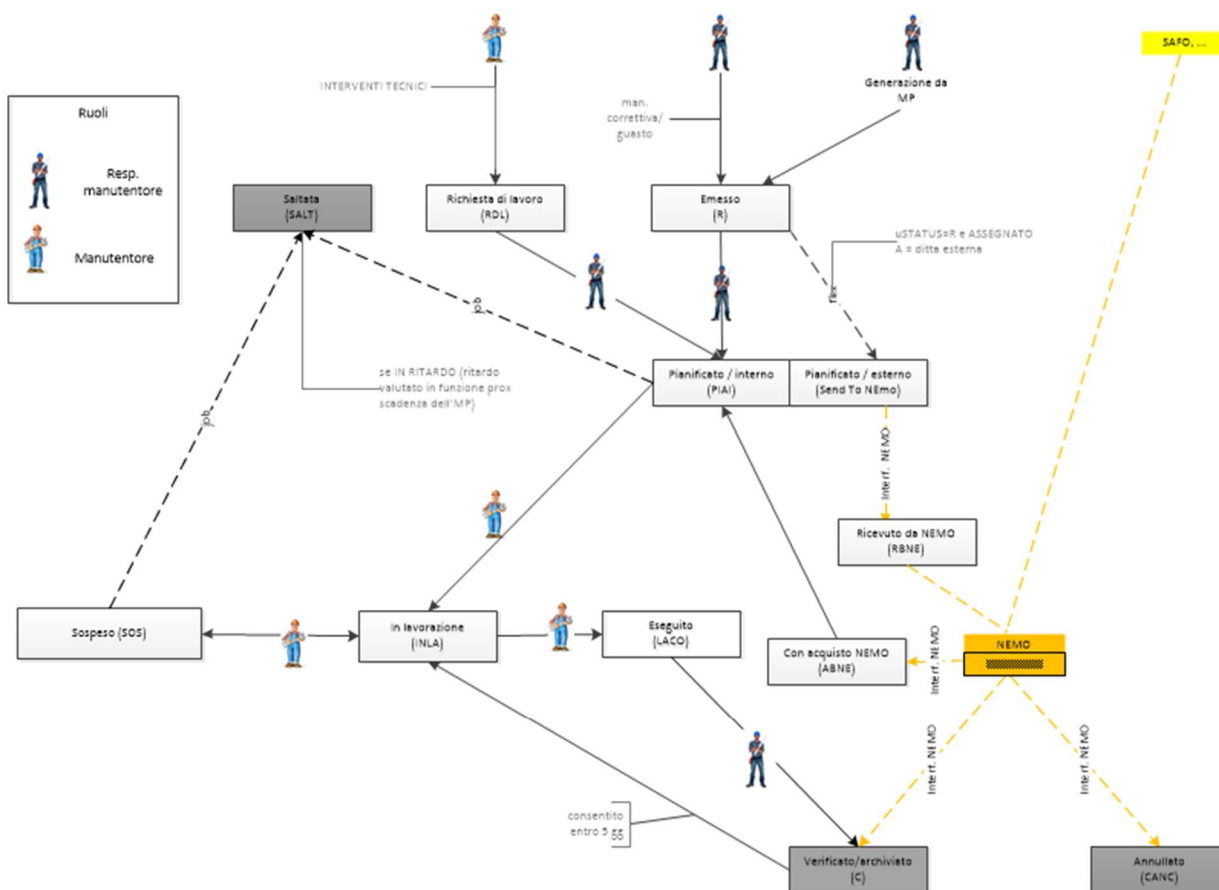 SAFO, ...
INTERVENTI TECNICI
Generazione da
MP
man.
correttiva/
guasto
Ruoli
Resp.
manutentore
Manutentore
Saltata
(SALT)
Richiesta di lavoro
(RDL)
Emesso
(R)
uSTATUS=R e ASSEGNATO
A = ditta esterna
flex
job
job
se IN RITARDO (ritardo
valutato in funzione prox
scadenza dell'MP)
Pianificato / interno
(PIAI)
Pianificato / esterno
(Send To NEmo)
Interf. NEMO
Ricevuto da NEMO
(RBNE)
Sospeso (SOS)
In lavorazione
(INLA)
Eseguito
(LACO)
Con acquisto NEMO
(ABNE)
Interf. NEMO
NEMO
Interf. NEMO
Interf. NEMO
consentito
entro 5 gg
Verificato/archiviato
(C)
Annullato
(CANC)